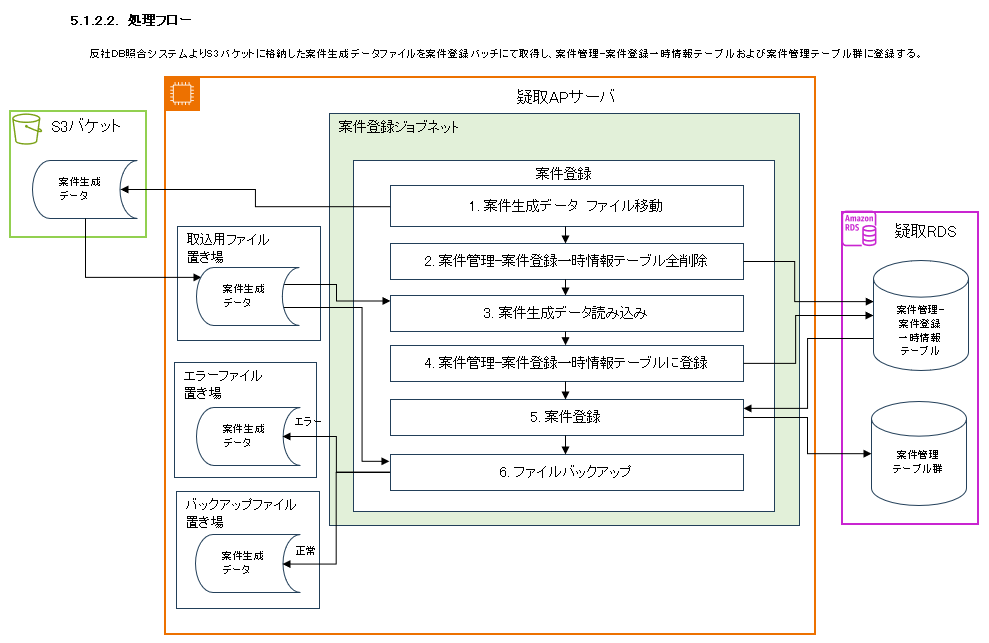 5.1.2.2. 処理フロー
反社DB照合システムよりS3バケットに格納した案件生成データファイルを案件登録バッチにて取得し、案件管理-案件登録一時情報テーブルおよび案件管理テーブル群に登録する。
疑取APサーバ
S3バケット
案件生成
データ
案件登録ジョブネット
案件登録
1. 案件生成データ ファイル移動
2. 案件管理-案件登録一時情報テーブル全削除
3. 案件生成データ読み込み
4. 案件管理-案件登録一時情報テーブルに登録
5. 案件登録
6. ファイルバックアップ
取込用ファイル
置き場
案件生成
データ
エラーファイル
置き場
案件生成
データ
エラー
バックアップファイル
置き場
案件生成
データ
正常
Amazon
RDS
疑取RDS
案件管理-
案件登録
一時情報
テーブル
案件管理
テーブル群